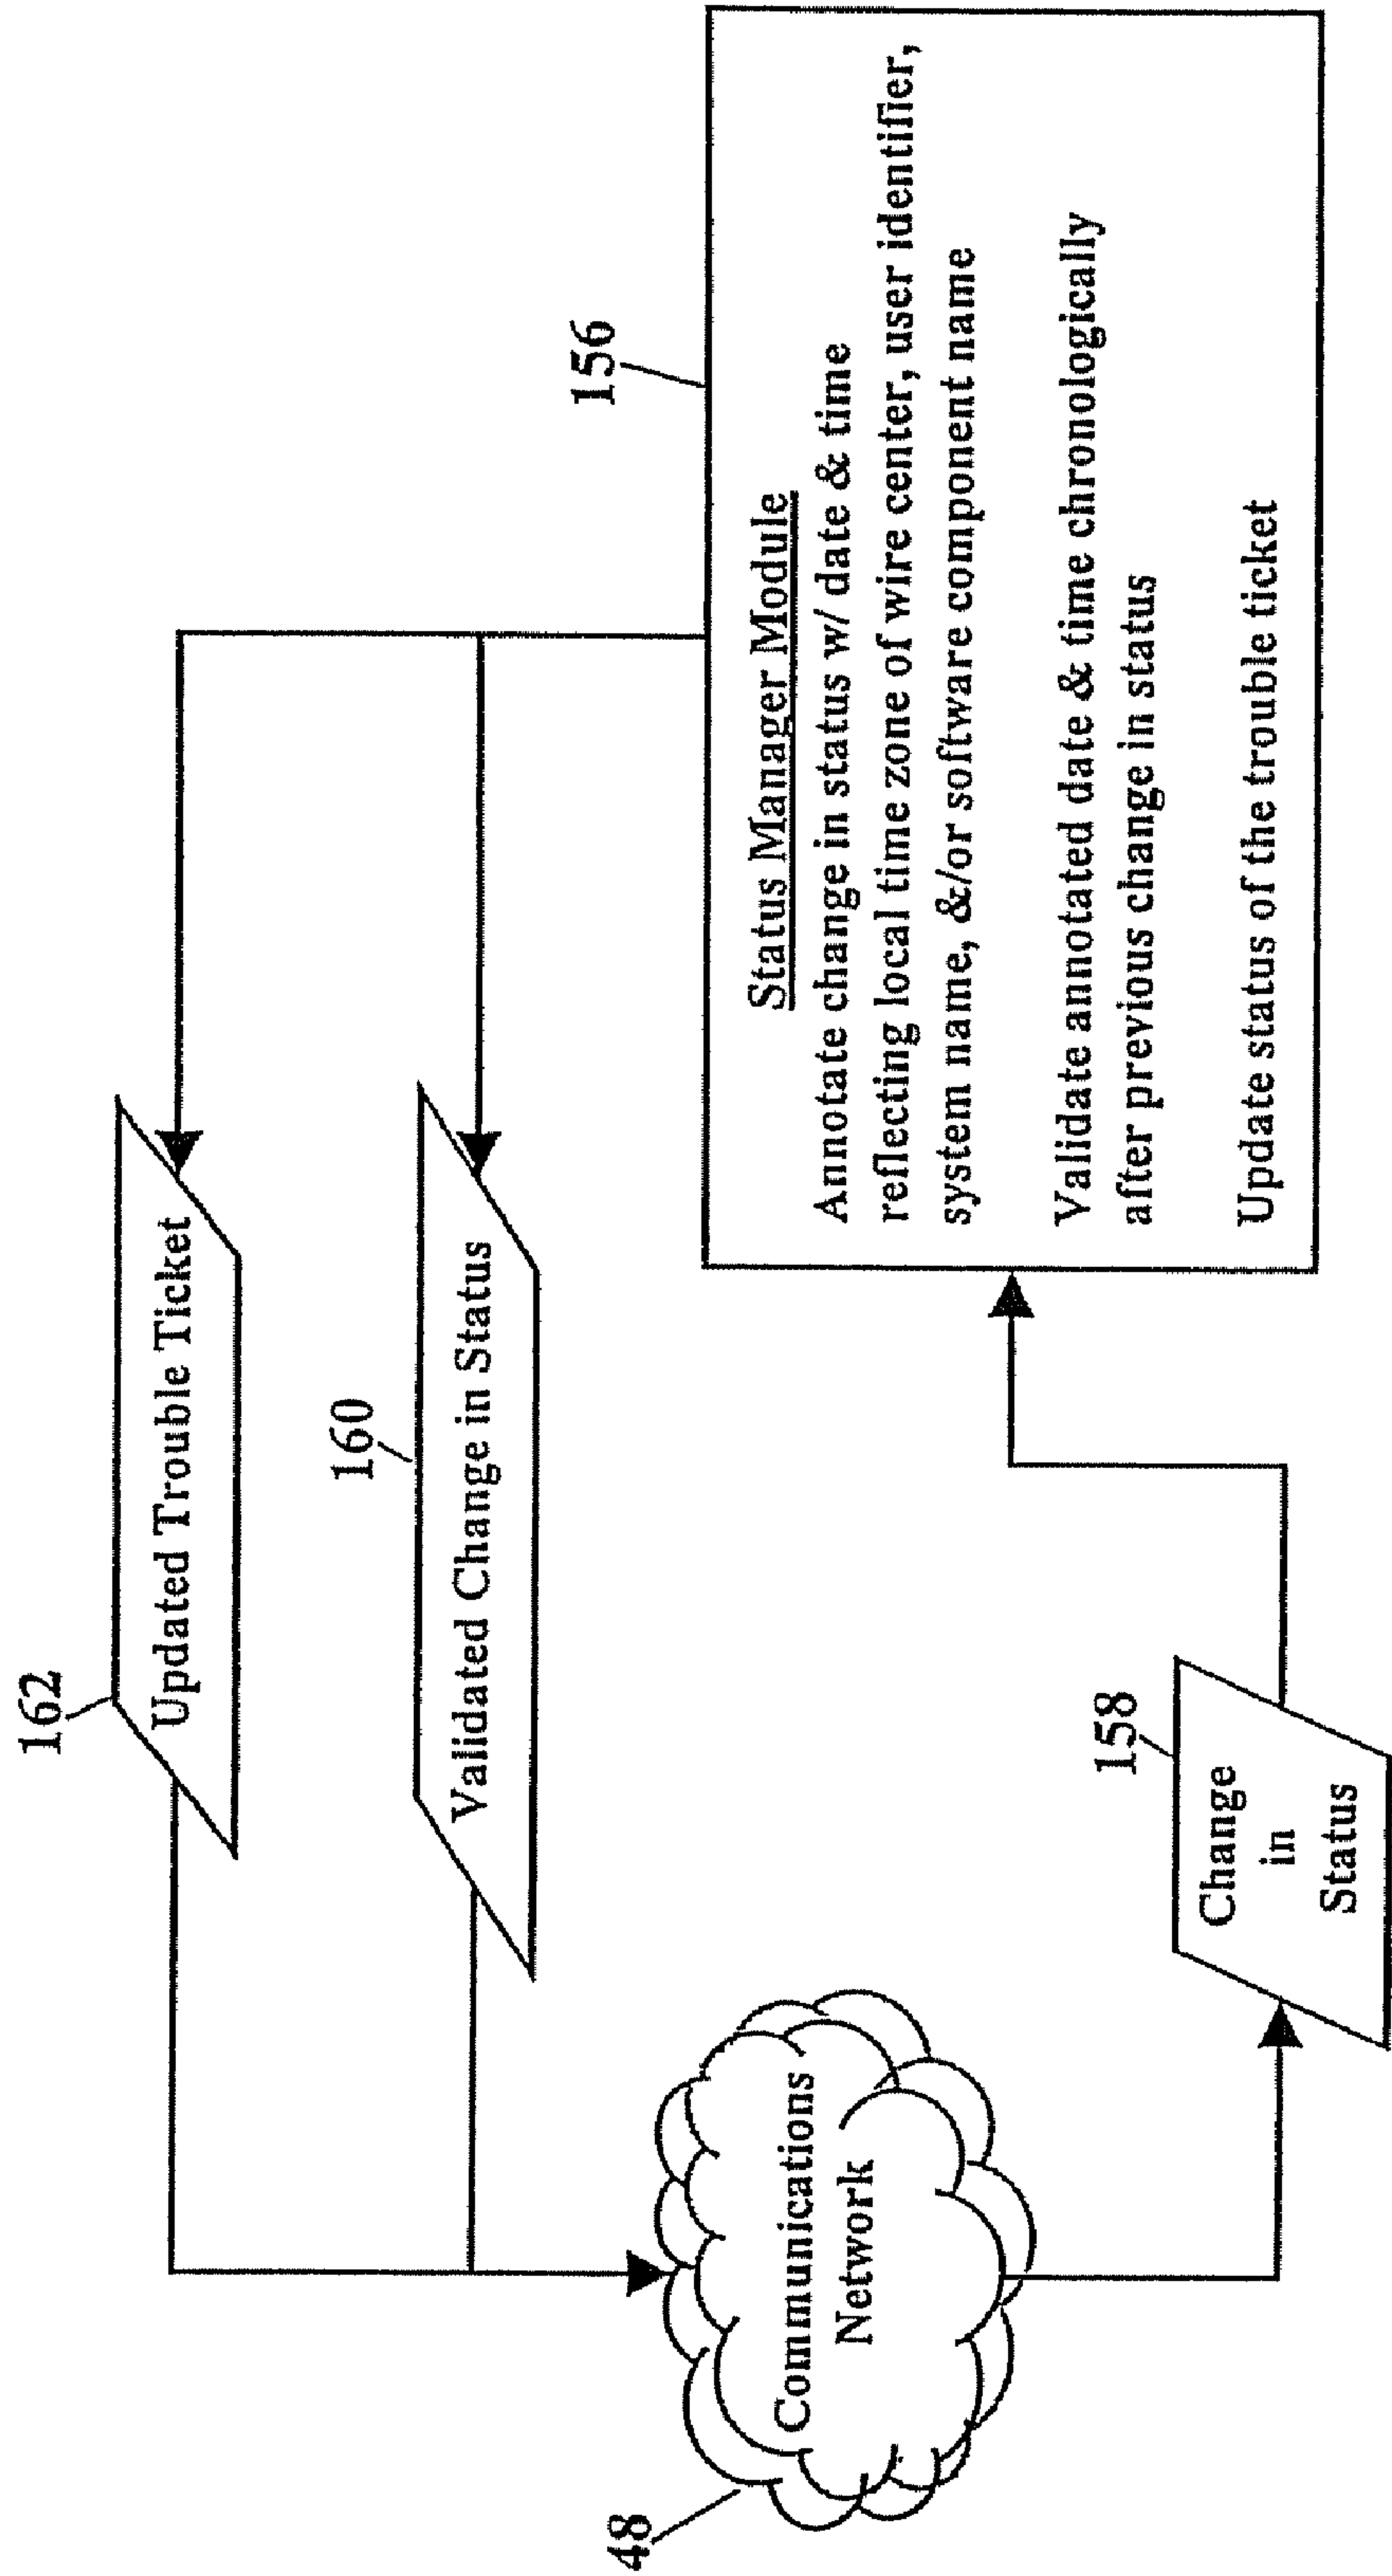 162
Updated Trouble Ticket
160
Validated Change in Status
156
48
Communications
Network
Status Manager Module
Annotate change in status w/ date & time
reflecting local time zone of wire center, user identifier,
system name, &/or software component name
Validate annotated date & time chronologically
after previous change in status
Update status of the trouble ticket
158
Change
in
Status